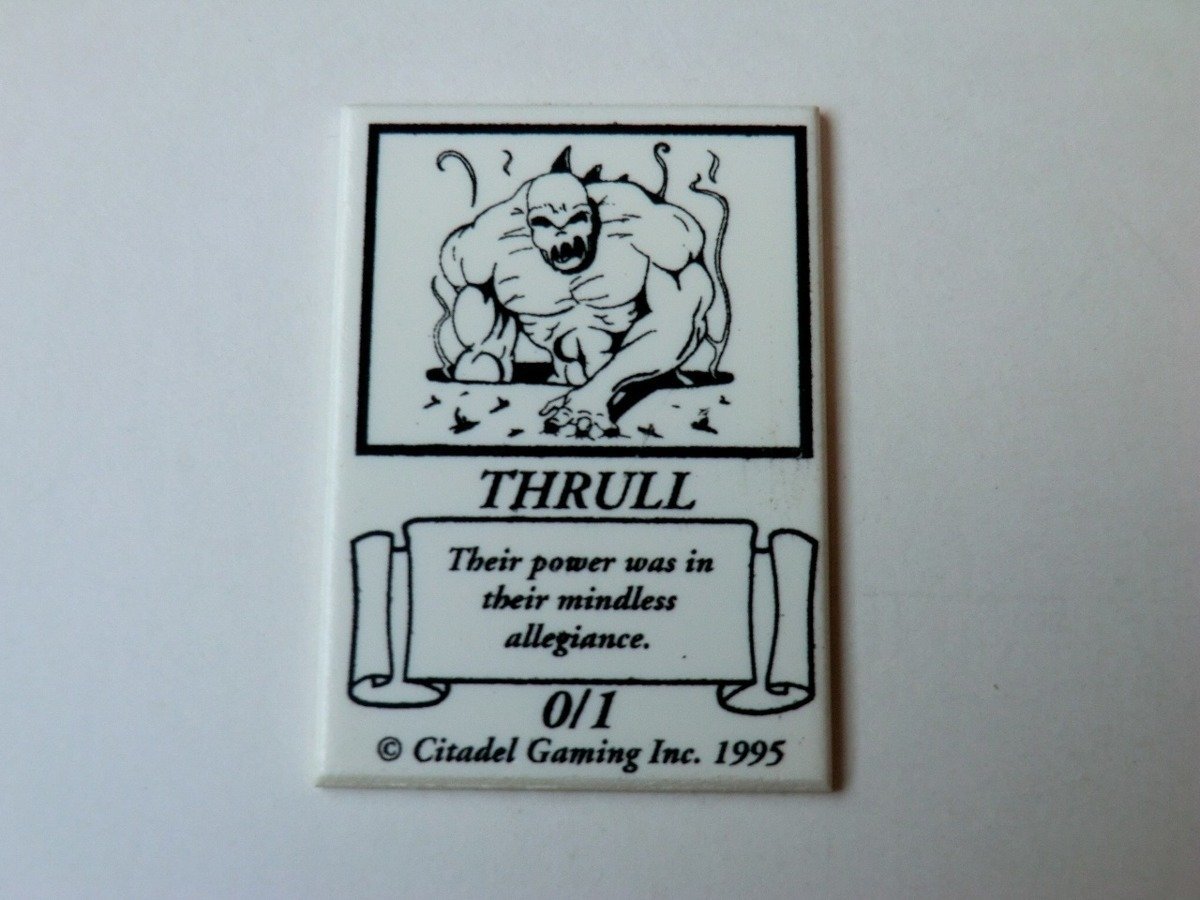 THRULL
Their power was in
their mindless
allegiance.
0/1
© Citadel Gaming Inc. 1995